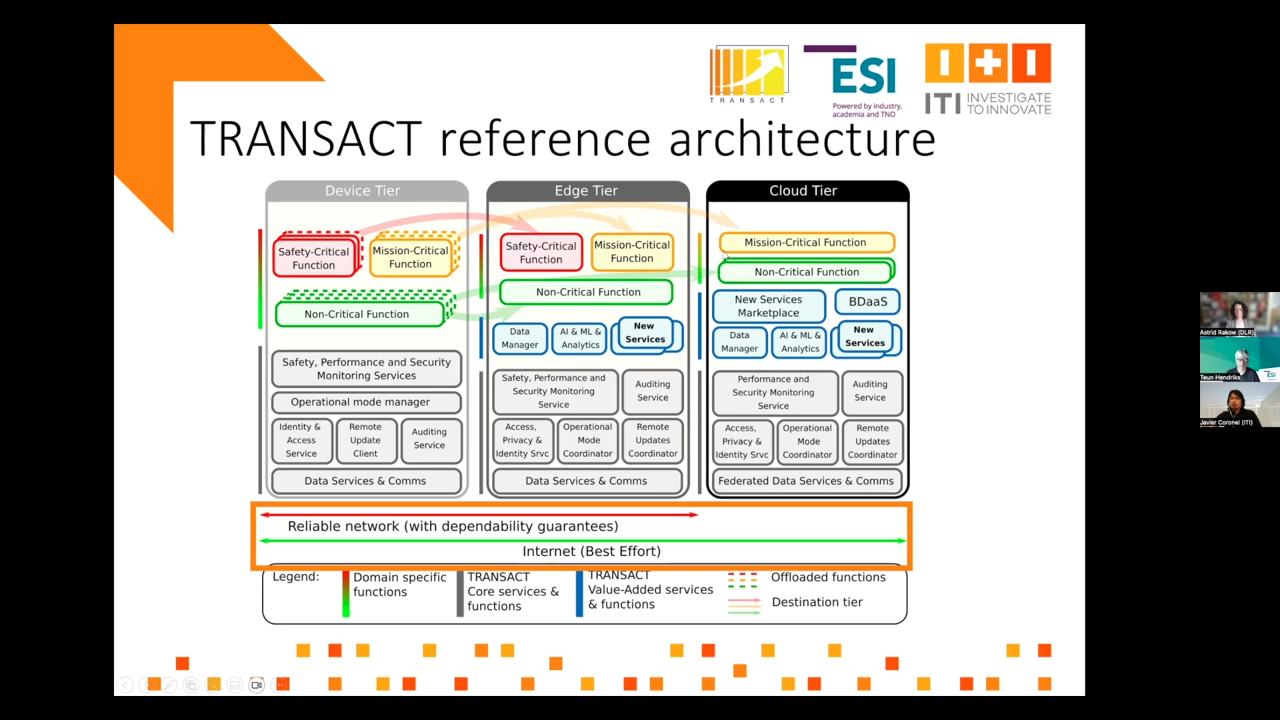 TRANSACT
ESI
Powered by industry,
academia and TNO
I+I
ITI INVESTIGATE
TO INNOVATE
TRANSACT reference architecture
Device Tier
Safety-Critical
Function
Mission-Critical
Function
Non-Critical Function
Safety, Performance and Security
Monitoring Services
Operational mode manager
Identity &
Access
Service
Remote
Update
Client
Auditing
Service
Data Services & Comms
Edge Tier
Safety-Critical
Function
Mission-Critical
Function
Non-Critical Function
Data
Manager
AI & ML &
Analytics
New
Services
Safety, Performance and
Security Monitoring
Service
Auditing
Service
Access,
Privacy &
Identity Srvc
Operational
Mode
Coordinator
Remote
Updates
Coordinator
Data Services & Comms
Cloud Tier
Mission-Critical Function
Non-Critical Function
New Services
Marketplace
BDaaS
Data
Manager
AI & ML &
Analytics
New
Services
Performance and
Security Monitoring
Service
Auditing
Service
Access,
Privacy &
Identity Srvc
Operational
Mode
Coordinator
Remote
Updates
Coordinator
Federated Data Services & Comms
Reliable network (with dependability guarantees)
Internet (Best Effort)
Legend:
Domain specific
functions
TRANSACT
Core services &
functions
TRANSACT
Value-Added services
& functions
Offloaded functions
Destination tier
Astrid Rakow (DLR)
Teun Hendriks
ESI
Javier Coronel (ITI)